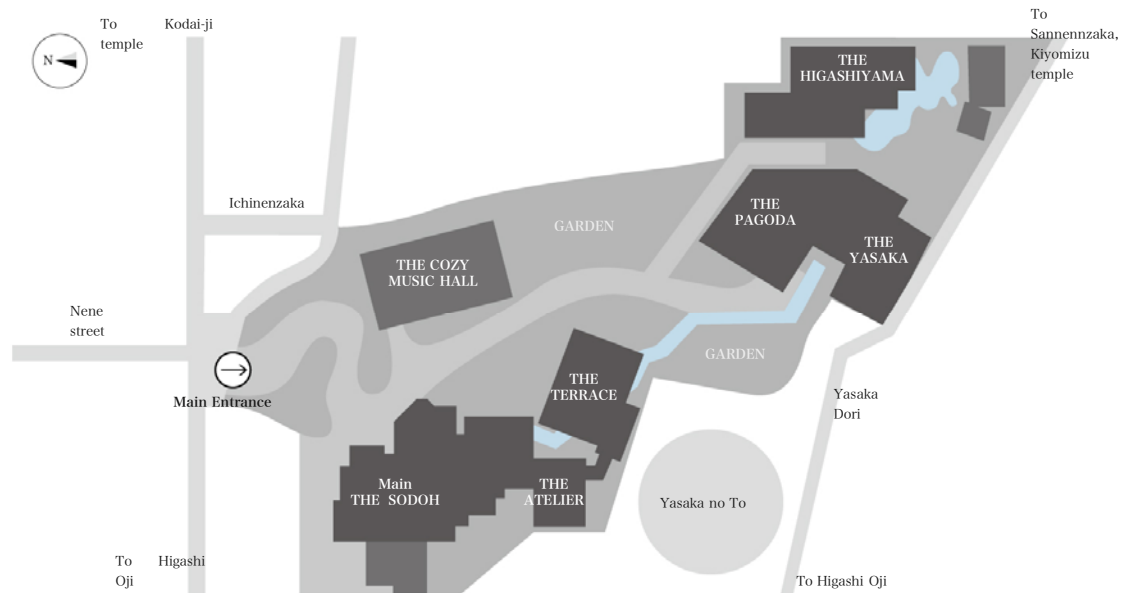 To Kodai-ji
temple
N
To
Sannennzaka,
Kiyomizu
temple
THE
HIGASHIYAMA
Ichinenzaka
THE
PAGODA
GARDEN
THE
YASAKA
THE COZY
MUSIC HALL
Nene
street
GARDEN
Main Entrance
THE
TERRACE
Yasaka
Dori
Main
THE SODOH
THE
ATELIER
Yasaka no To
To Higashi
Oji
To Higashi Oji